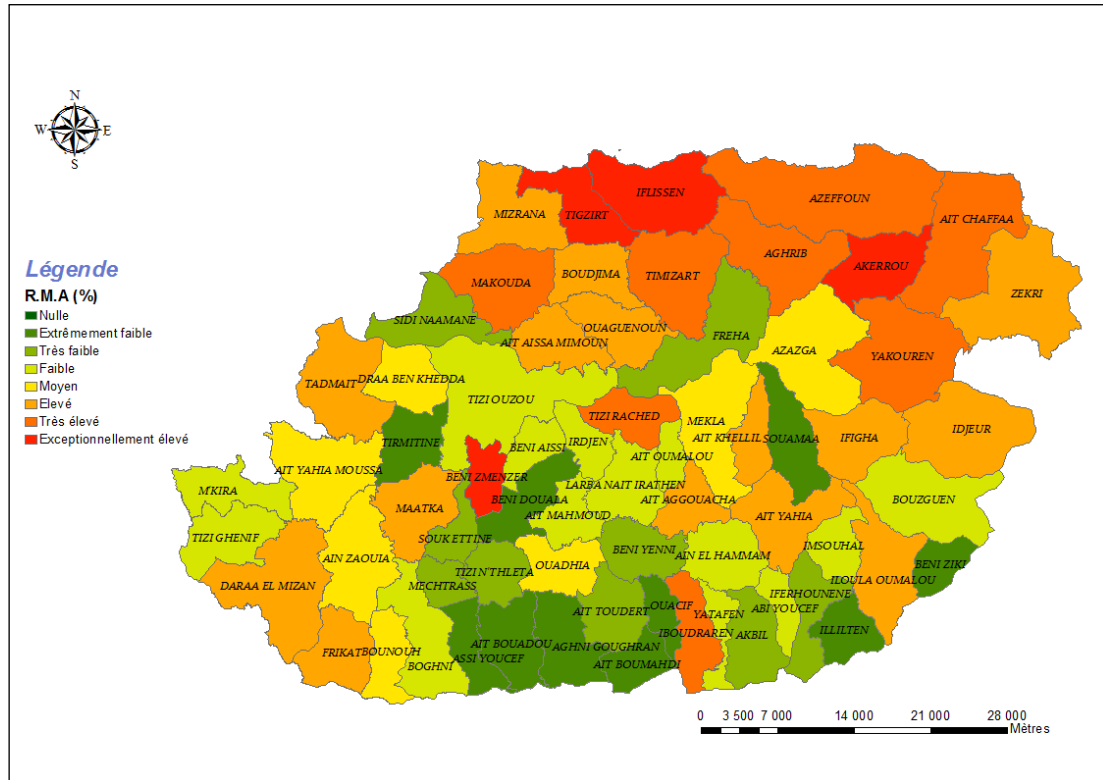 N
W E
S
IFLISSEN
AZEFFOUN
MIZRANA
TIGZIRT
AIT CHAFFAA
AGHRIB
AKERROU
BOUDJIMA
TIMIZART
MAKOUDA
ZEKRI
Légende
R.M.A (%)
Nulle
Extrêmement faible
Très faible
Faible
Moyen
Elevé
Très élevé
Exceptionnellement élevé
SIDI NAAMANE
OUAGUENOUN
AIT AISSA MIMOUN
FREHA
AZAZGA
YAKOUREN
TADMAIT
DRAA BEN KHEDDA
TIZI OUZOU
TIZI RACHED
MEKLA
TIRMITINE
BENI AISSI
IRDJEN
AIT KHELLIL
SOUAMAA
IFIGHA
IDJEUR
AIT OUMALOU
AIT YAHIA MOUSSA
BENI ZMENZER
LARBA NAIT IRATHEN
M'KIRA
BENI DOUALA
AIT AGGOUACHA
BOUZGUEN
MAATKA
AIT MAHMOUD
AIT YAHIA
TIZI GHENIF
SOUK ETTINE
BENI YENNI
AIN EL HAMMAM
IMSOUHAL
AIN ZAOUIA
OUADHIA
BENI ZIKI
TIZI N'THLETA
DARAA EL MIZAN
MECHTRASS
ILOULA OUMALOU
IFERHOUNENE
OUACIF
YATAFEN
ABI YOUCEF
AIT TOUDERT
IBOUDRAREN
AKBIL
ILLILTEN
AIT BOUADOU
AGHNI GOUGHRAN
FRIKAT
BOUNOUH
ASSI YOUCEF
BOGHNI
AIT BOUMAHDI
0 3 500 7 000 14 000 21 000 28 000
Mètres